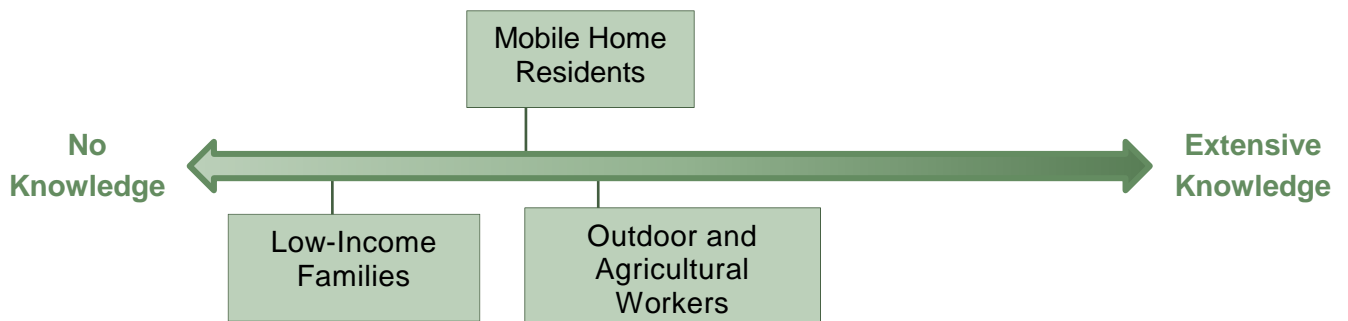 Mobile Home
Residents
No
Knowledge
Extensive
Knowledge
Low-Income
Families
Outdoor and
Agricultural
Workers